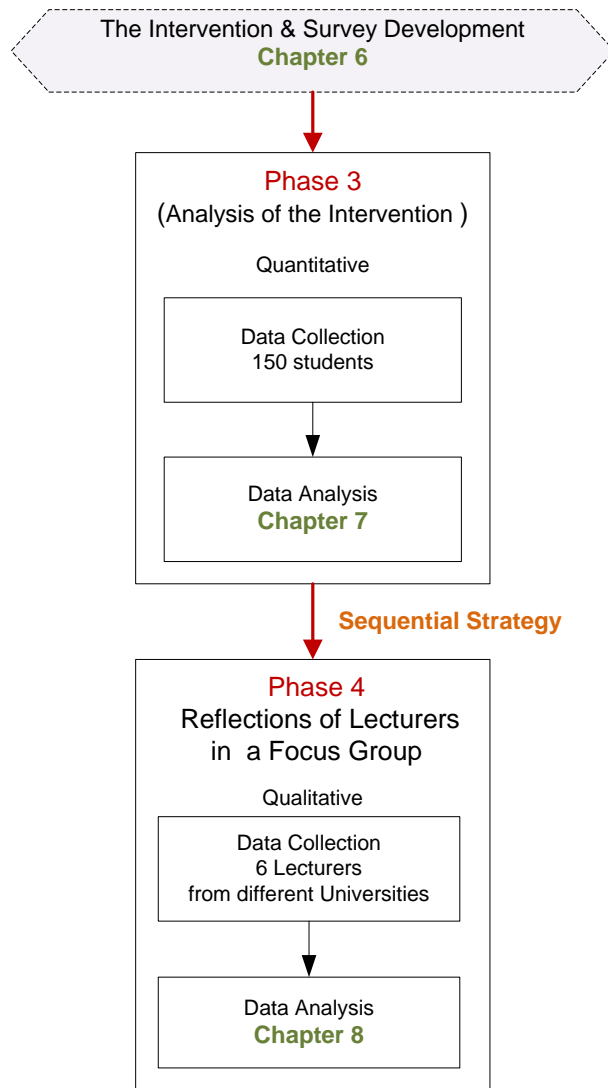 The Intervention & Survey Development
Chapter 6
Phase 3
(Analysis of the Intervention )
Quantitative
Data Collection
150 students
Data Analysis
Chapter 7
Sequential Strategy
Phase 4
Reflections of Lecturers
in a Focus Group
Qualitative
Data Collection
6 Lecturers
from different Universities
Data Analysis
Chapter 8